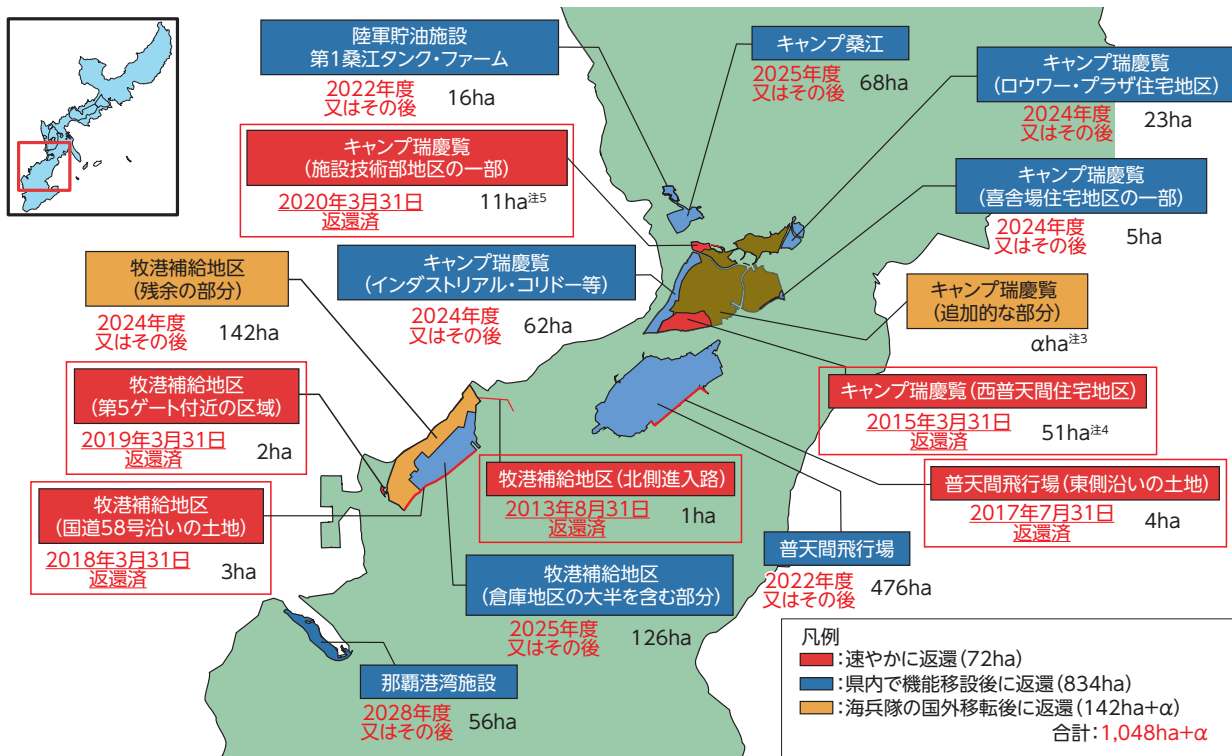 陸軍貯油施設
第1桑江タンク・ファーム
2022年度
又はその後
16ha
キャンプ桑江
2025年度
又はその後
68ha
キャンプ瑞慶覧
(ロウワー・プラザ住宅地区)
2024年度
又はその後
23ha
キャンプ瑞慶覧
(施設技術部地区の一部)
2020年3月31日
返還済
11ha注5
キャンプ瑞慶覧
(喜舎場住宅地区の一部)
2024年度
又はその後
5ha
牧港補給地区
(残余の部分)
2024年度
又はその後
142ha
キャンプ瑞慶覧
(インダストリアル・コリドー等)
2024年度
又はその後
62ha
キャンプ瑞慶覧
(追加的な部分)
αha注3
牧港補給地区
(第5ゲート付近の区域)
2019年3月31日
返還済
2ha
キャンプ瑞慶覧(西普天間住宅地区)
2015年3月31日
返還済
51ha注4
牧港補給地区
(国道58号沿いの土地)
2018年3月31日
返還済
3ha
牧港補給地区(北側進入路)
2013年8月31日
返還済
1ha
普天間飛行場(東側沿いの土地)
2017年7月31日
返還済
4ha
牧港補給地区
(倉庫地区の大半を含む部分)
2025年度
又はその後
126ha
普天間飛行場
2022年度
又はその後
476ha
那覇港湾施設
2028年度
又はその後
56ha
凡例
:速やかに返還(72ha)
:県内で機能移設後に返還(834ha)
:海兵隊の国外移転後に返還(142ha+α)
合計:1,048ha+α